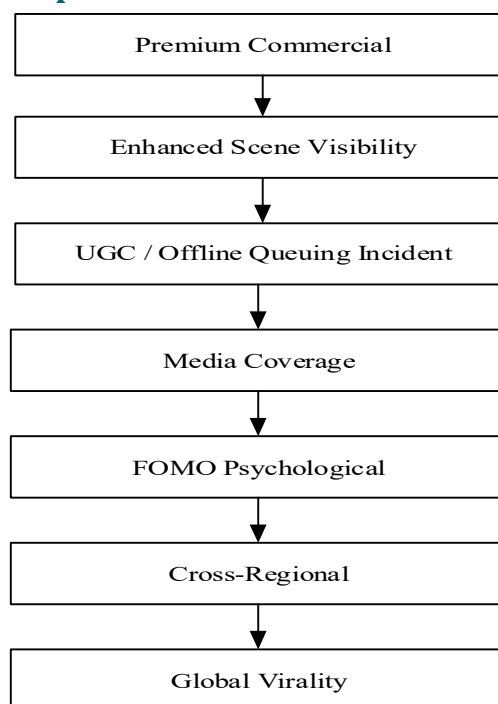 Premium Commercial
Enhanced Scene Visibility
UGC / Offline Queuing Incident
Media Coverage
FOMO Psychological
Cross-Regional
Global Virality